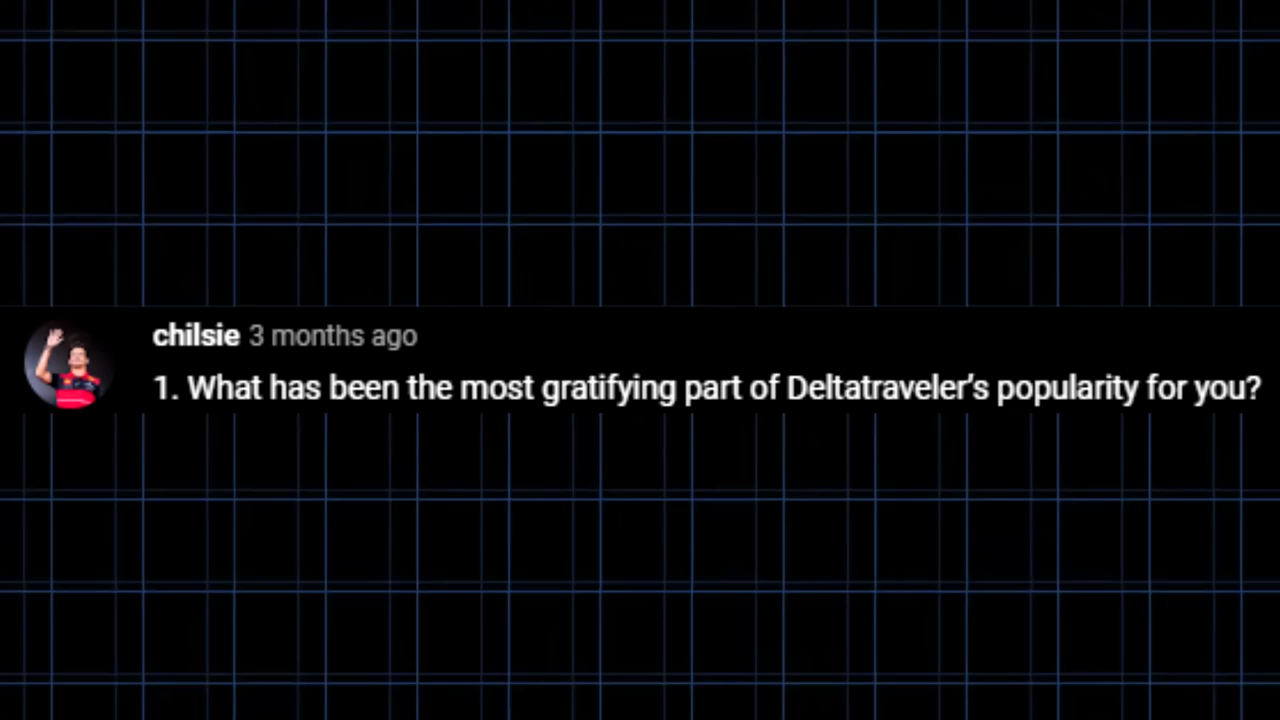 chilsie 3 months ago
1. What has been the most gratifying part of Deltatraveler’s popularity for you?